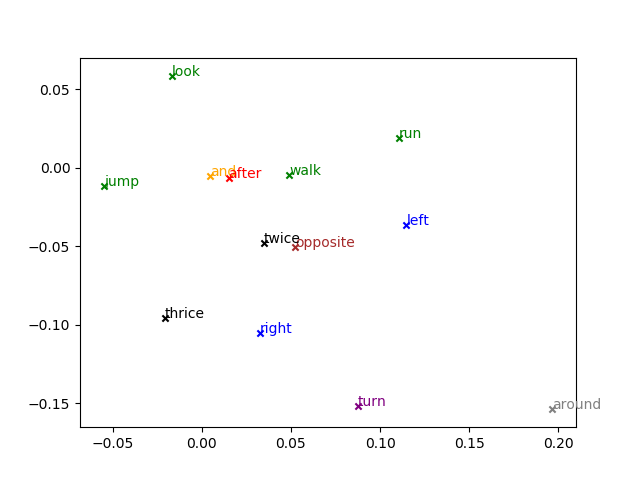 look
0.05
run
0.00
and
after
walk
jump
left
twice
opposite
−0.05
thrice
right
−0.10
turn
around
−0.15
−0.05 0.00 0.05 0.10 0.15 0.20